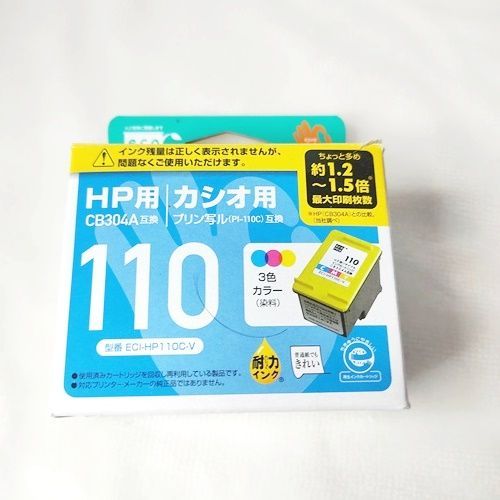 インク残量は正しく表示されませんが、
問題なくご使用いただけます。
ちょっと多め
約1.2
～1.5倍
最大印刷枚数
※HP（CB304A）との比較。
（当社調べ）
HP用 カシオ用
CB304A互換 プリン写ル（PI-110C）互換
110
3色
カラー
（染料）
110
型番 ECI-HP110C-V
耐力
インク
普通紙でも
きれい
●使用済みカートリッジを回収し再利用している製品です。
●対応プリンターメーカーの純正品ではありません。